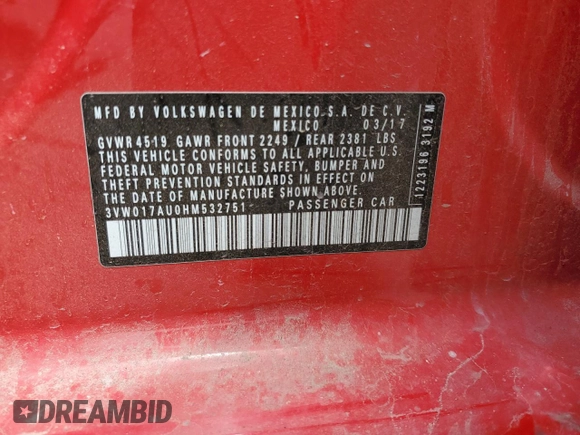 MFD BY VOLKSWAGEN DE MEXICO S.A. DE C.V.
MEXICO 03/17
GVWR 4519 GAWR FRONT 2249 / REAR 2381 LBS
THIS VEHICLE CONFORMS TO ALL APPLICABLE U.S.
FEDERAL MOTOR VEHICLE SAFETY, BUMPER AND
THEFT PREVENTION STANDARDS IN EFFECT ON
THE DATE OF MANUFACTURE SHOWN ABOVE.
3VW017AU0HM532751 PASSENGER CAR
1223196 3192 M
DREAMBID